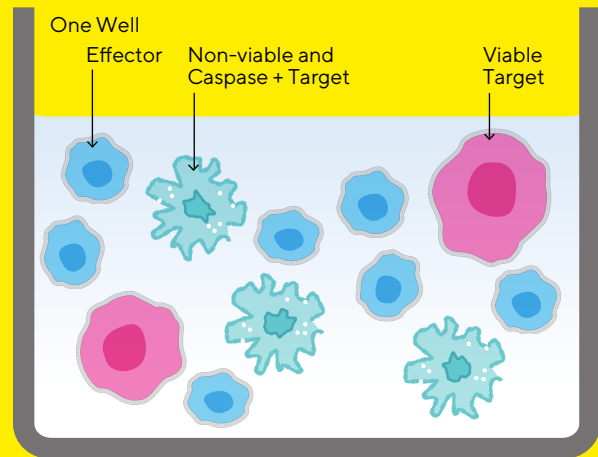 One Well
Effector
Non-viable and
Caspase + Target
Viable
Target